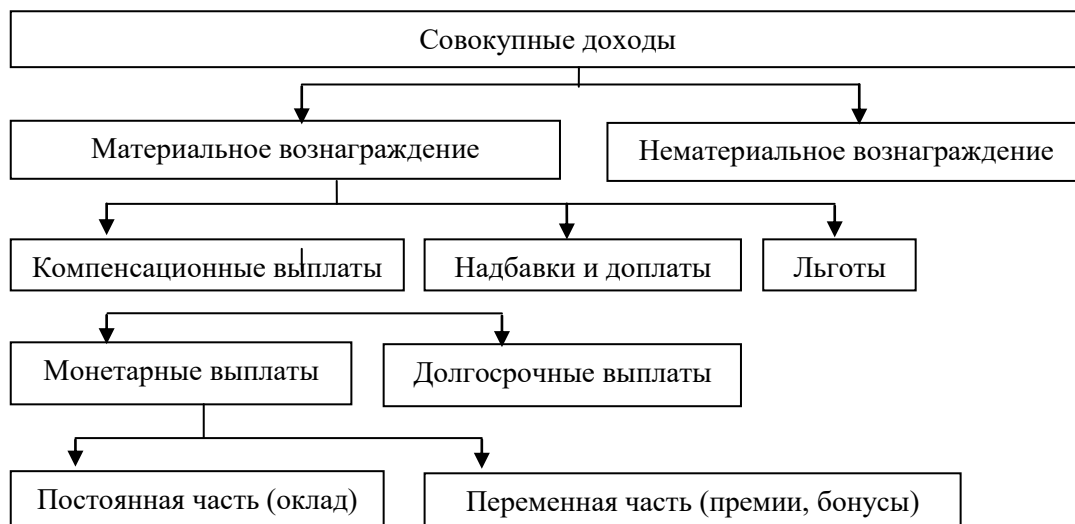 Совокупные доходы
Материальное вознаграждение
Нематериальное вознаграждение
Компенсационные выплаты
Надбавки и доплаты
Льготы
Монетарные выплаты
Долгосрочные выплаты
Постоянная часть (оклад)
Переменная часть (премии, бонусы)